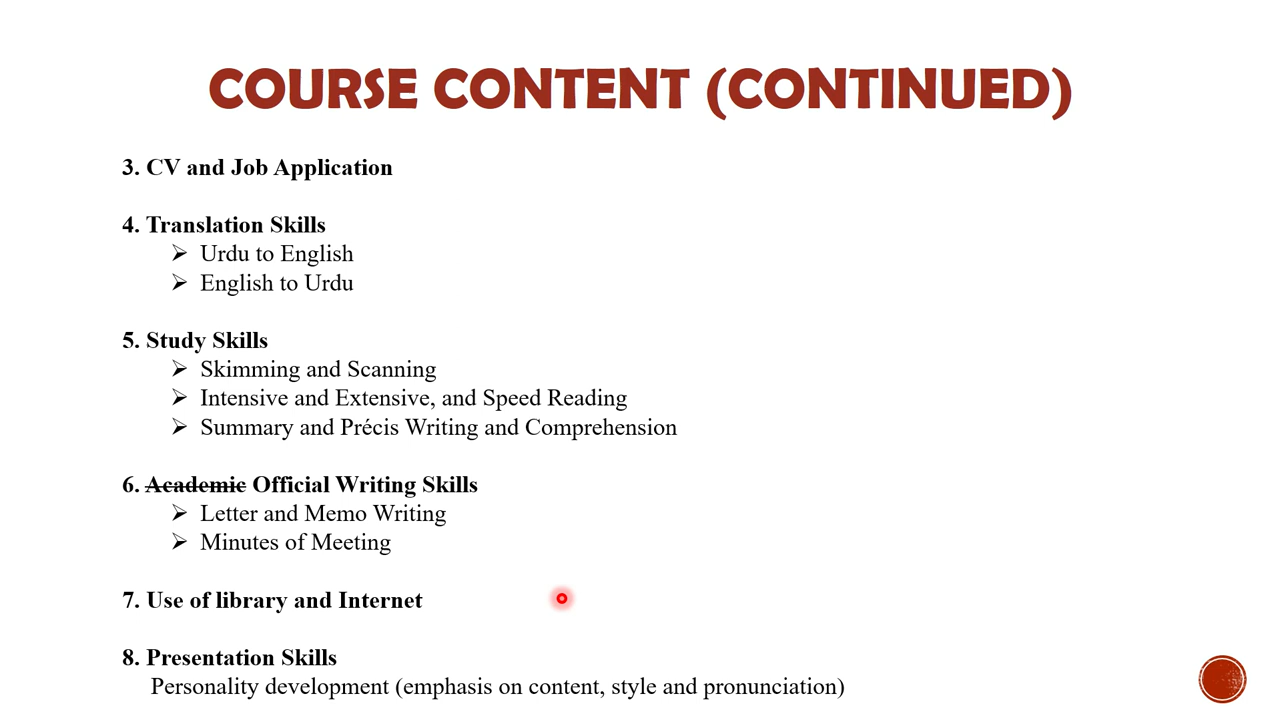 COURSE CONTENT (CONTINUED)
3. CV and Job Application
4. Translation Skills
➢ Urdu to English
➢ English to Urdu
5. Study Skills
➢ Skimming and Scanning
➢ Intensive and Extensive, and Speed Reading
➢ Summary and Précis Writing and Comprehension
6. Academic Official Writing Skills
➢ Letter and Memo Writing
➢ Minutes of Meeting
7. Use of library and Internet
8. Presentation Skills
Personality development (emphasis on content, style and pronunciation)